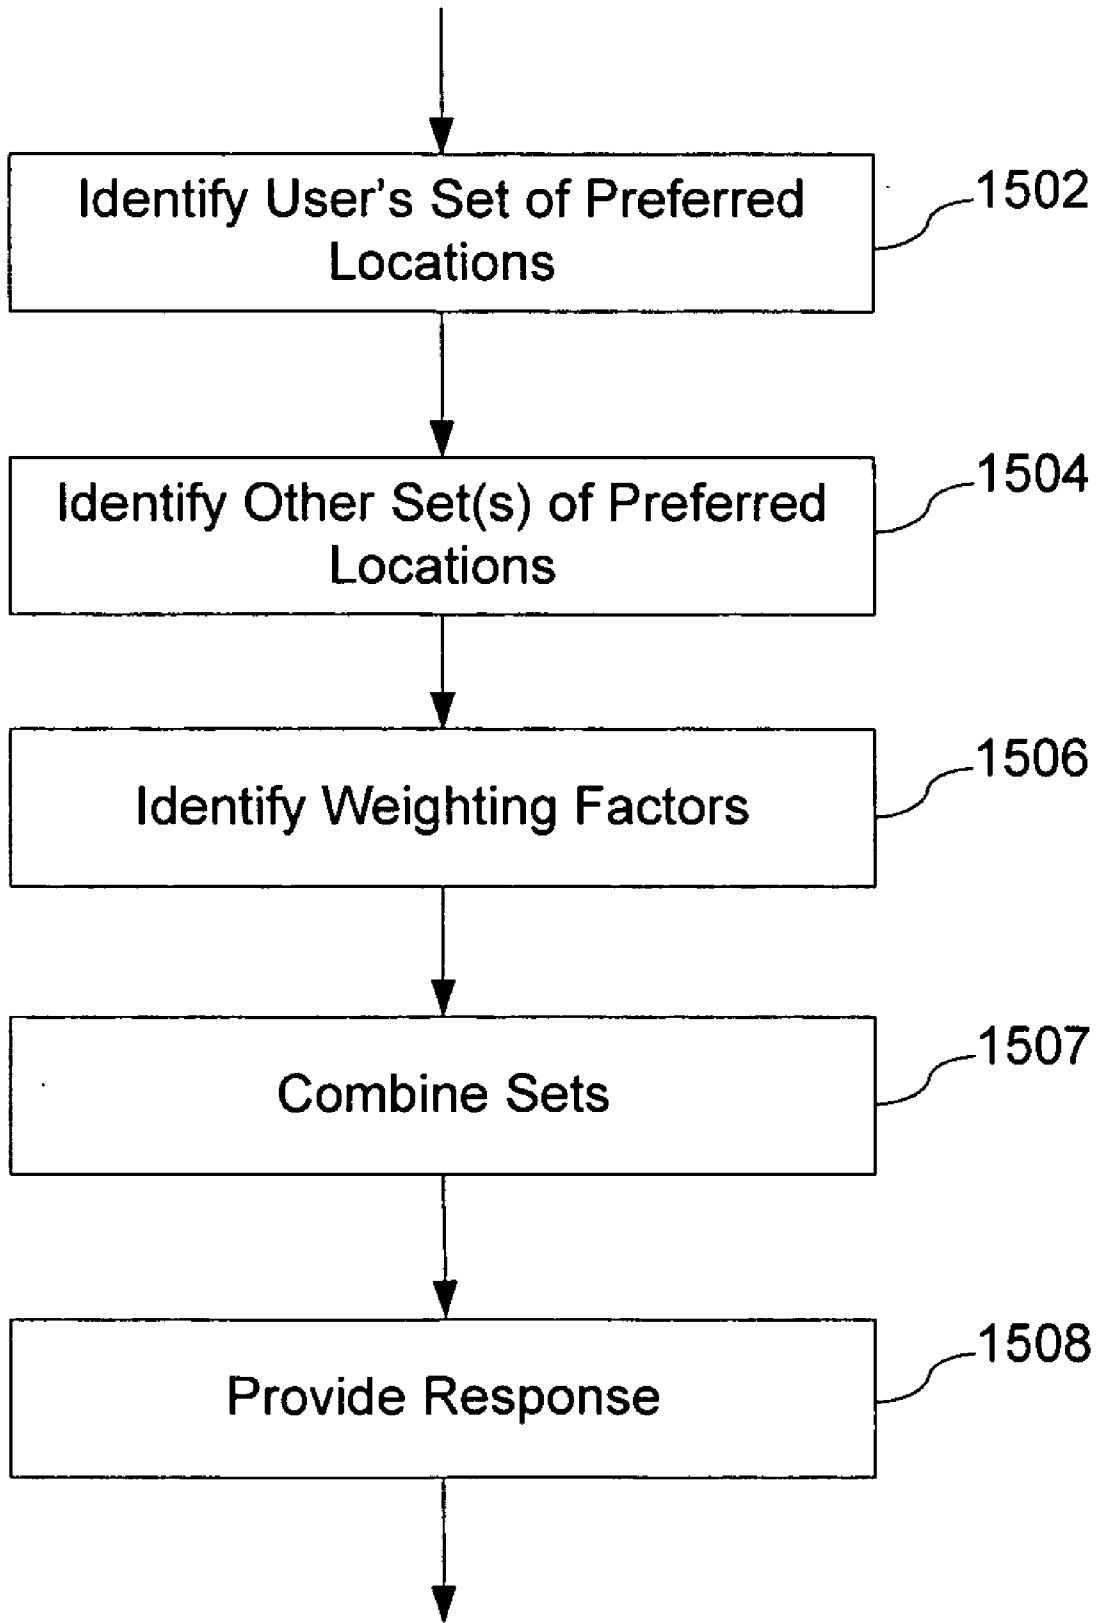 Identify User's Set of Preferred
Locations
1502
Identify Other Set(s) of Preferred
Locations
1504
Identify Weighting Factors
1506
Combine Sets
1507
Provide Response
1508